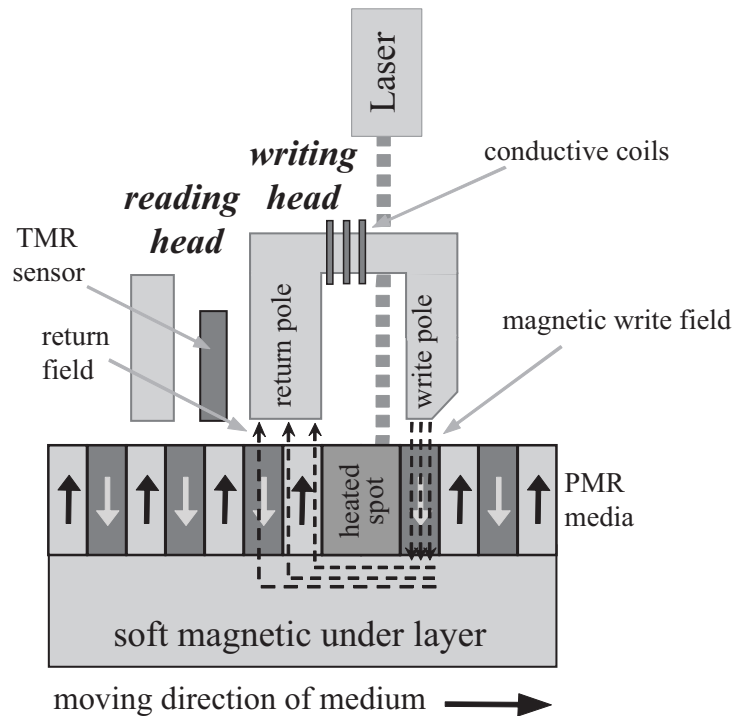 Laser
writing
head
conductive coils
reading
head
TMR
sensor
return
field
return pole
write pole
magnetic write field
heated
spot
PMR
media
soft magnetic under layer
moving direction of medium